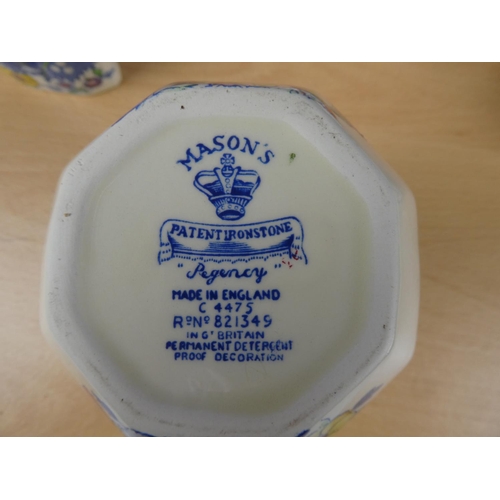 MASON'S
PATENT IRONSTONE
"Regency"
MADE IN ENGLAND
C 4475
RD NO 821349
IN GT BRITAIN
PERMANENT DETERGENT
PROOF DECORATION